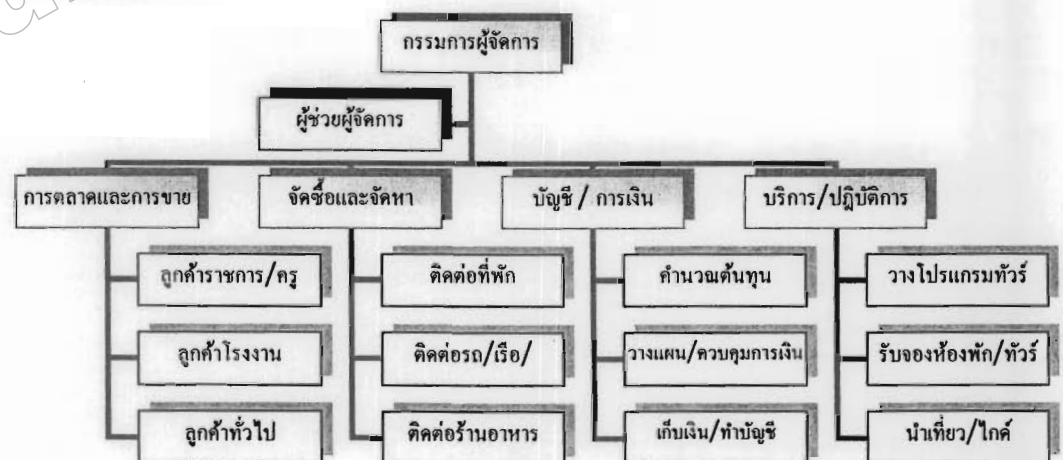 กรรมการผู้จัดการ
ผู้ช่วยผู้จัดการ
การตลาดและการขาย
จัดซื้อและจัดหา
บัญชี / การเงิน
บริการ/ปฎิบัติการ
ลูกค้าราชการ/ครู
ติดต่อที่พัก
คำนวณต้นทุน
วางโปรแกรมทัวร์
ลูกค้าโรงงาน
ติดต่อรถ/เรือ/
วางแผน/ควบคุมการเงิน
รับจองห้องพัก/ทัวร์
ลูกค้าทั่วไป
ติดต่อร้านอาหาร
เก็บเงิน/ทำบัญชี
นำเที่ยว/ไกค์